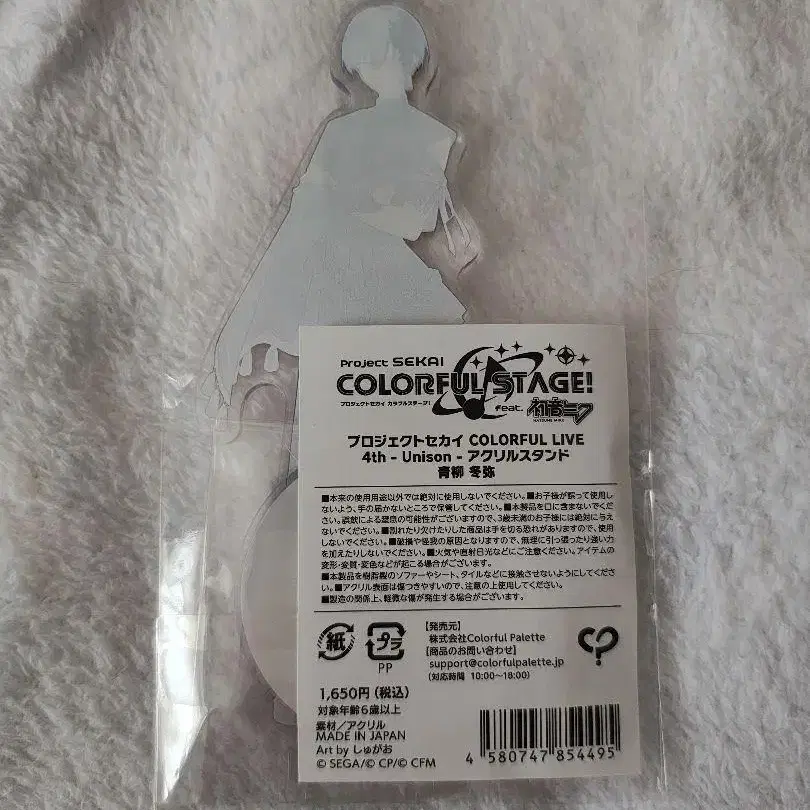 Project SEKAI
COLORFUL STAGE!
プロジェクトセカイ カラフルステージ!
feat. 初音ミク
HATSUNE MIKU
プロジェクトセカイ COLORFUL LIVE
4th - Unison - アクリルスタンド
青柳 冬弥
■本来の使用用途以外では絶対に使用しないでください。■お子様が誤って使用し
ないよう、手の届かないところで保管してください。■本製品を口に含まないでくだ
さい。誤飲による窒息の可能性がございますので、3歳未満のお子様には絶対に与え
ないでください。■割れたり欠けたりした商品は手を切る恐れがありますので、使用
しないでください。■破損や怪我の原因となりますので、無理に引っ張ったり強い力
を加えたりしないでください。■火気や直射日光などにご注意ください。アイテムの
変形・変質・変色などが起こる場合がございます。
■本製品を樹脂製のソファーやシート、タイルなどに接触させないようにしてくださ
い。■アクリル表面は傷つきやすいので、注意の上使用してください。
■製造の関係上、軽微な傷が発生する場合がございます。
紙
プラ
PP
【発売元】
株式会社Colorful Palette
【商品のお問い合わせ】
support@colorfulpalette.jp
(対応時間 10:00~18:00)
1,650円(税込)
対象年齢6歳以上
素材/アクリル
MADE IN JAPAN
Art by しゅがお
© SEGA/© CP/© CFM
4 580747 854495